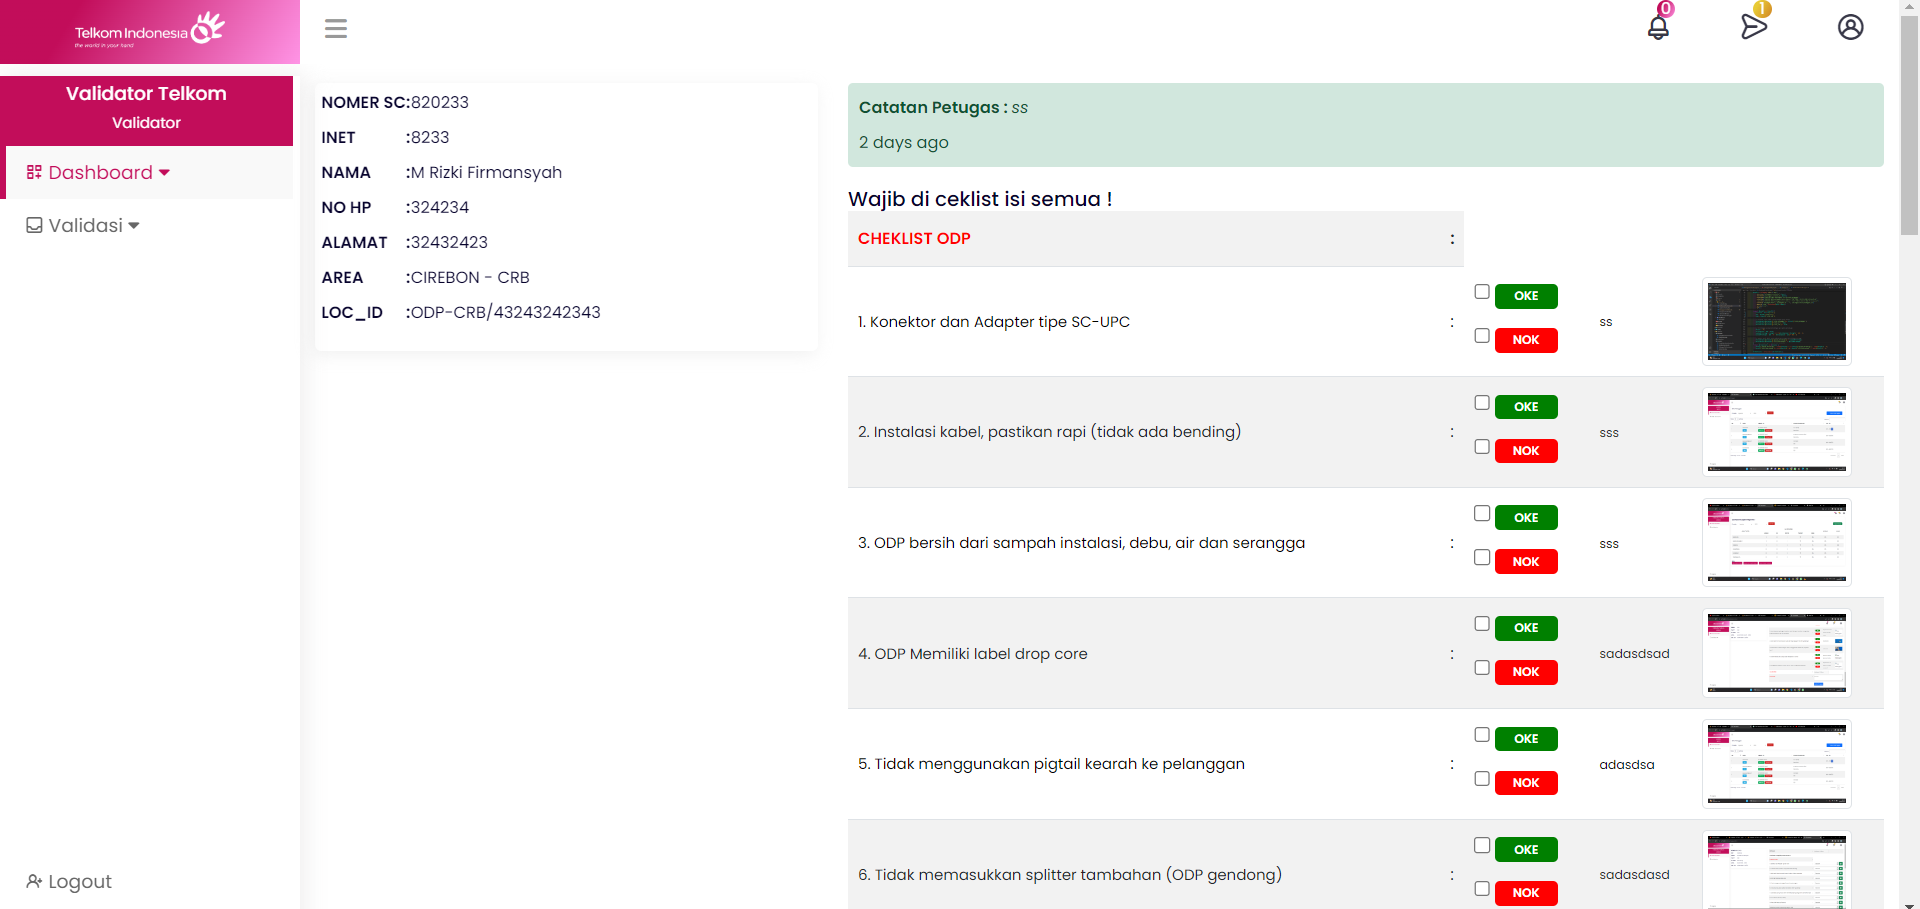 Telkom Indonesia
the world in your hand
0
1
Validator Telkom
Validator
Dashboard
Validasi
Logout
NOMER SC:820233
INET :8233
NAMA :M Rizki Firmansyah
NO HP :324234
ALAMAT :32432423
AREA :CIREBON - CRB
LOC_ID :ODP-CRB/43243242343
Catatan Petugas : ss
2 days ago
Wajib di ceklist isi semua !
CHEKLIST ODP :
1. Konektor dan Adapter tipe SC-UPC : OKE NOK ss
2. Instalasi kabel, pastikan rapi (tidak ada bending) : OKE NOK sss
3. ODP bersih dari sampah instalasi, debu, air dan serangga : OKE NOK sss
4. ODP Memiliki label drop core : OKE NOK sadasdsad
5. Tidak menggunakan pigtail kearah ke pelanggan : OKE NOK adasdsa
6. Tidak memasukkan splitter tambahan (ODP gendong) : OKE NOK sadasdasd